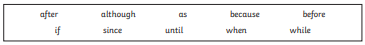 after although as because before
if since until when while